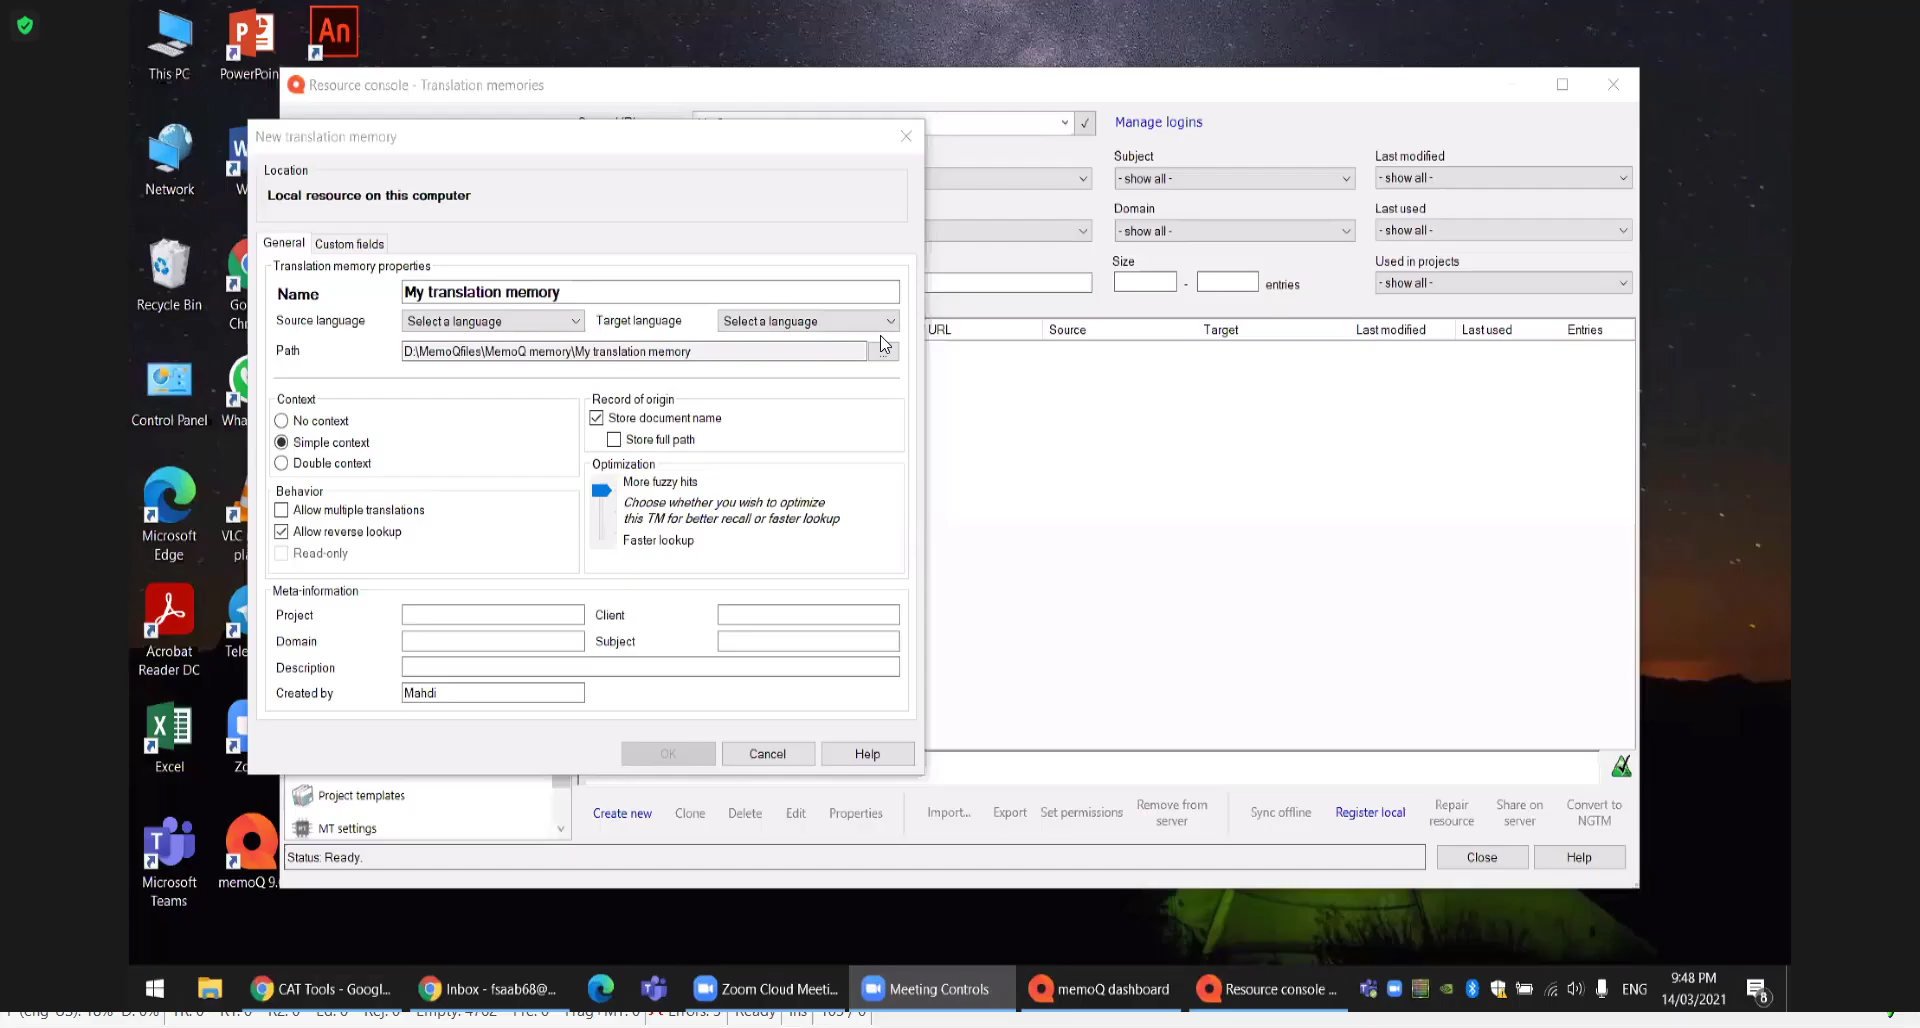 This PC
PowerPoin
An
Network
W
Recycle Bin
Go
Chr
Control Panel
Wha
Microsoft
Edge
VLC
pl
Acrobat
Reader DC
Tele
Excel
Zo
Microsoft
Teams
memoQ 9.
Resource console - Translation memories
Manage logins
Subject
- show all -
Last modified
- show all -
Domain
- show all -
Last used
- show all -
Size
-
entries
Used in projects
- show all -
URL Source Target Last modified Last used Entries
New translation memory
Location
Local resource on this computer
General Custom fields
Translation memory properties
Name My translation memory
Source language Select a language Target language Select a language
Path D:\MemoQfiles\MemoQ memory\My translation memory
Context
No context
Simple context
Double context
Record of origin
Store document name
Store full path
Behavior
Allow multiple translations
Allow reverse lookup
Read-only
Optimization
More fuzzy hits
Choose whether you wish to optimize
this TM for better recall or faster lookup
Faster lookup
Meta-information
Project Client
Domain Subject
Description
Created by Mahdi
OK Cancel Help
Project templates
MT settings
Create new Clone Delete Edit Properties Import... Export Set permissions Remove from
server Sync offline Register local Repair
resource Share on
server Convert to
NGTM
Status: Ready.
Close Help
CAT Tools - Googl... Inbox - fsaab68@... Zoom Cloud Meeti... Meeting Controls memoQ dashboard Resource console ... ENG 9:48 PM
14/03/2021
8